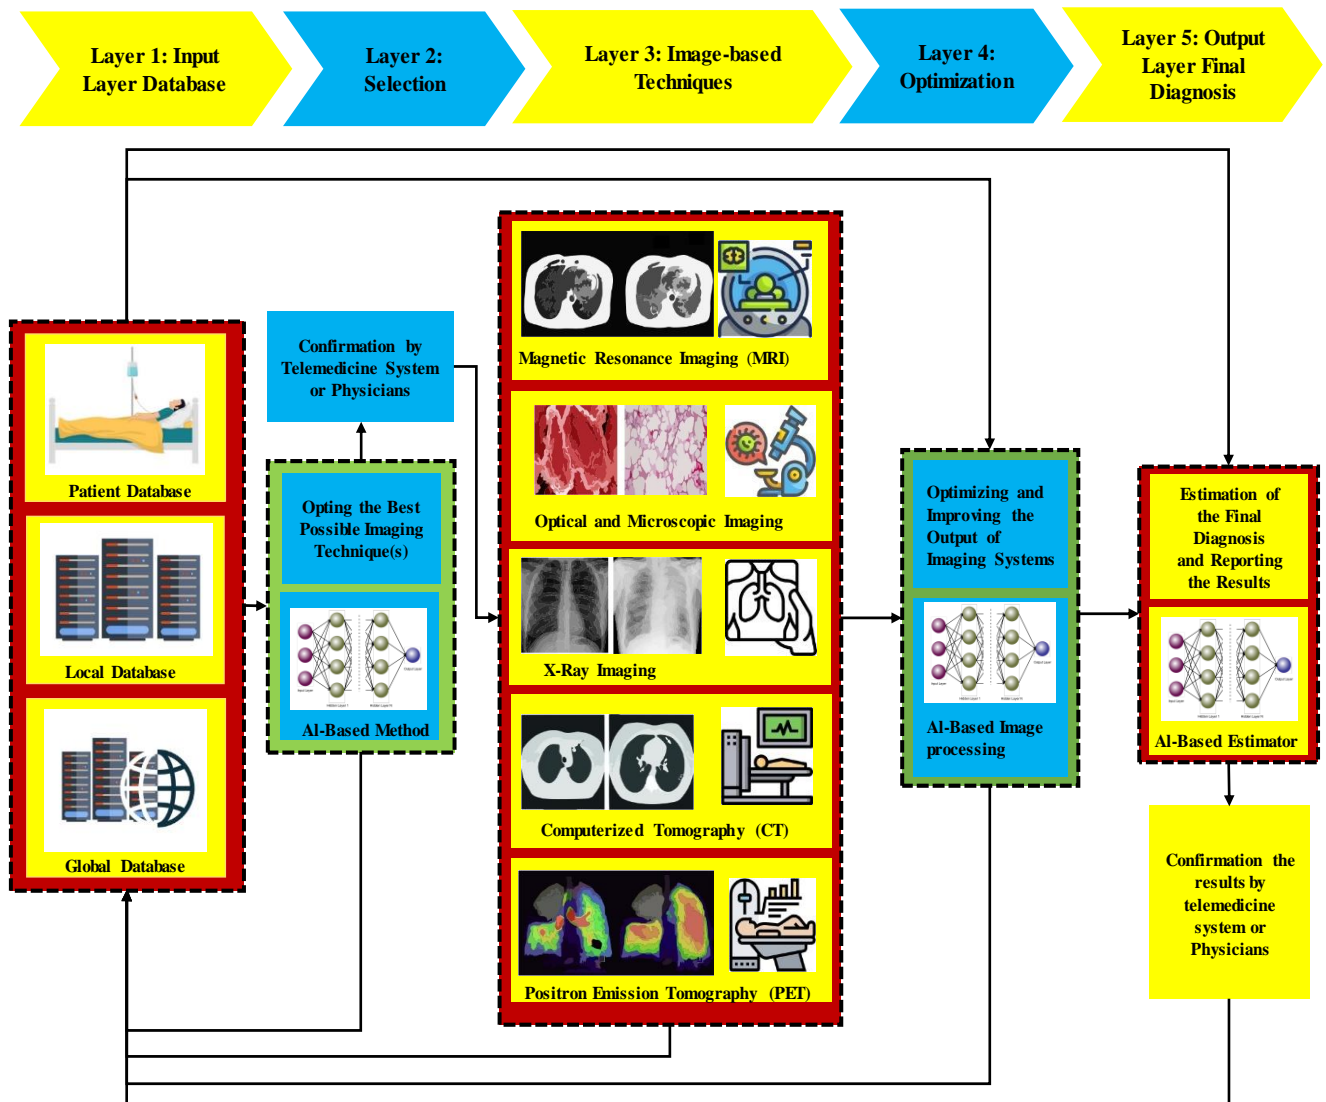 Layer 1: Input
Layer Database
Layer 2:
Selection
Layer 3: Image-based
Techniques
Layer 4:
Optimization
Layer 5: Output
Layer Final
Diagnosis
Patient Database
Local Database
Global Database
Confirmation by
Telemedicine System
or Physicians
Opting the Best
Possible Imaging
Technique(s)
AI-Based Method
Magnetic Resonance Imaging (MRI)
Optical and Microscopic Imaging
X-Ray Imaging
Computerized Tomography (CT)
Positron Emission Tomography (PET)
Optimizing and
Improving the
Output of
Imaging Systems
AI-Based Image
processing
Estimation of
the Final
Diagnosis
and Reporting
the Results
AI-Based Estimator
Confirmation the
results by
telemedicine
system or
Physicians